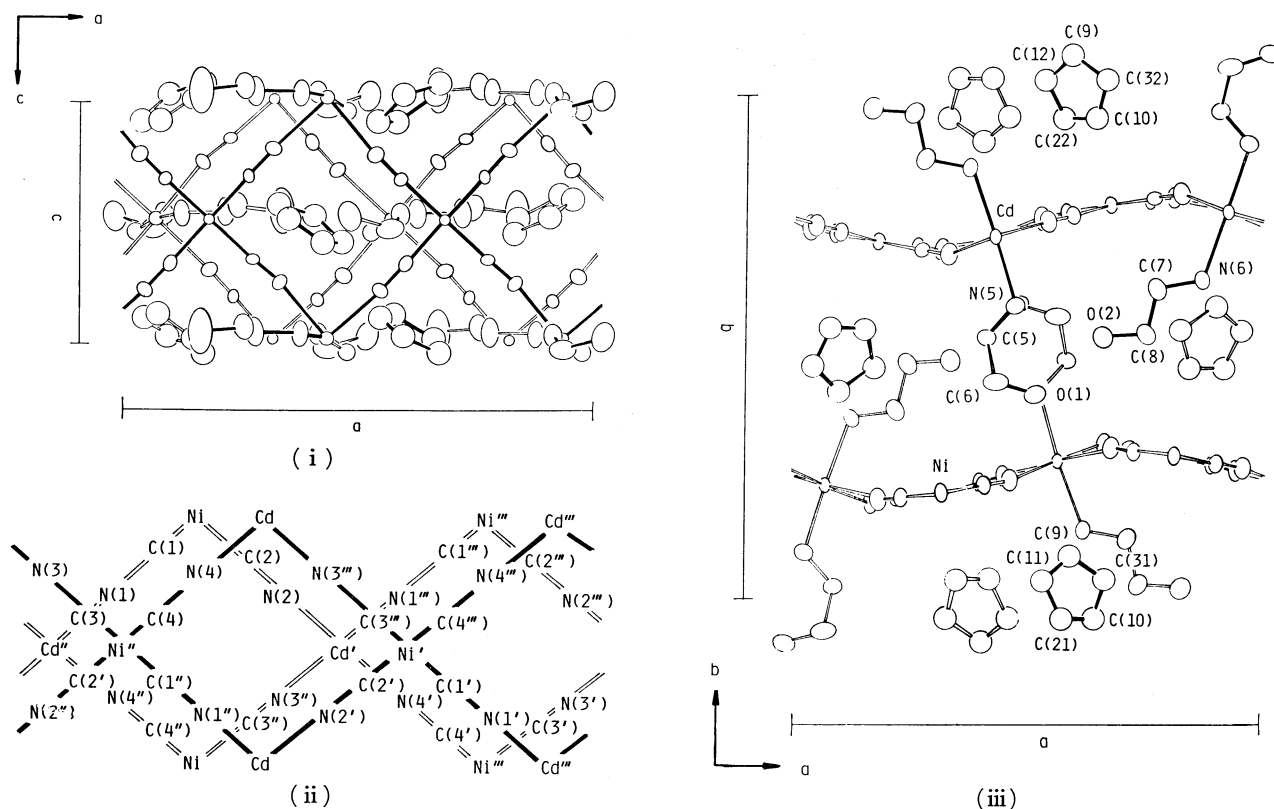 a
c
c
a
( i )
Ni Cd Ni‴ Cd‴
C(1) C(2) C(1‴) C(2‴)
N(3) N(4) N(3‴) N(4‴)
N(1) N(2) N(1‴) N(2‴)
C(3) C(4) C(3‴) C(4‴)
Cd″ Ni″ Cd′ Ni′
C(2′) C(1″) C(2′) C(1′)
N(4″) N(3″) N(4′) N(3′)
N(2″) N(1″) C(3″) N(2′) N(1′) C(3′)
C(4″) C(4′)
Ni Cd Ni‴ Cd‴
( ii )
C(9)
C(12)
C(32)
C(10)
C(22)
b
Cd
C(7) N(6)
N(5)
O(2)
C(5)
C(8)
C(6) O(1)
Ni
C(9)
C(11) C(31)
C(10)
C(21)
b
a
a
(iii)